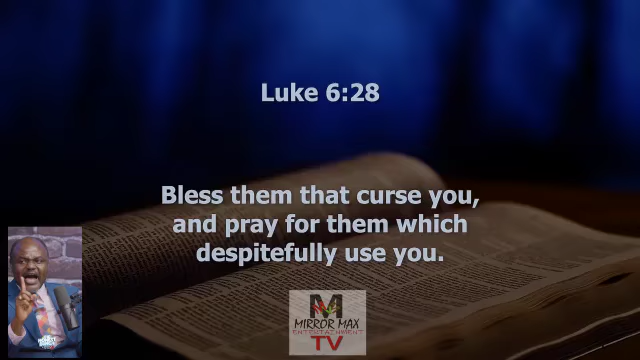 Luke 6:28
Bless them that curse you,
and pray for them which
despitefully use you.
M
MIRROR MAX
ENTERTAINMENT
TV